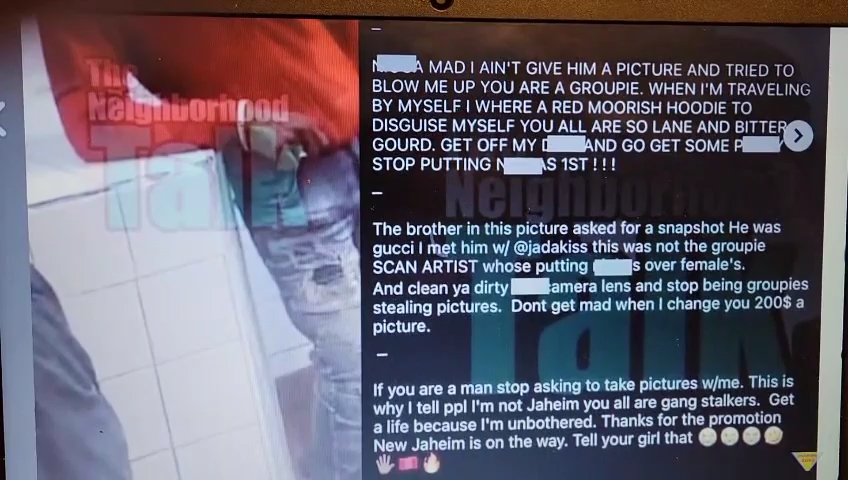 The
Neighborhood
Talk
A MAD I AIN'T GIVE HIM A PICTURE AND TRIED TO
BLOW ME UP YOU ARE A GROUPIE. WHEN I'M TRAVELING
BY MYSELF I WHERE A RED MOORISH HOODIE TO
DISGUISE MYSELF YOU ALL ARE SO LANE AND BITTER
GOURD. GET OFF MY D AND GO GET SOME P
STOP PUTTING N AS 1ST !!!
–
Neighborhood
Talk
The brother in this picture asked for a snapshot He was
gucci I met him w/ @jadakiss this was not the groupie
SCAN ARTIST whose putting s over female's.
And clean ya dirty camera lens and stop being groupies
stealing pictures. Dont get mad when I change you 200$ a
picture.
–
If you are a man stop asking to take pictures w/me. This is
why I tell ppl I'm not Jaheim you all are gang stalkers. Get
a life because I'm unbothered. Thanks for the promotion
New Jaheim is on the way. Tell your girl that